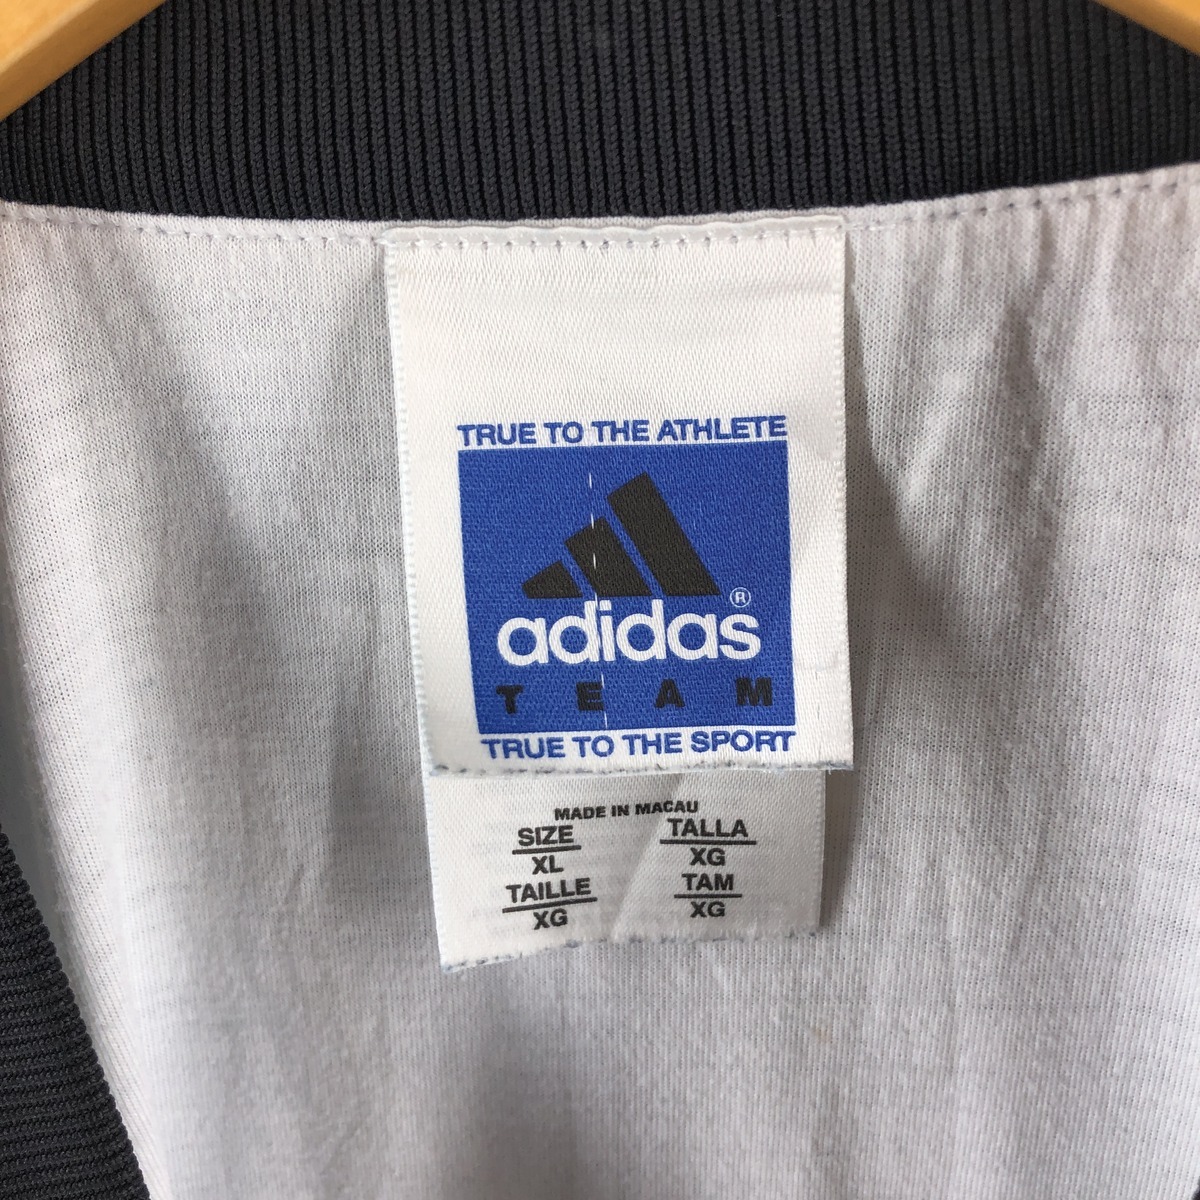 TRUE TO THE ATHLETE
adidas®
TEAM
TRUE TO THE SPORT
MADE IN MACAU
SIZE TALLA
XL XG
TAILLE TAM
XG XG